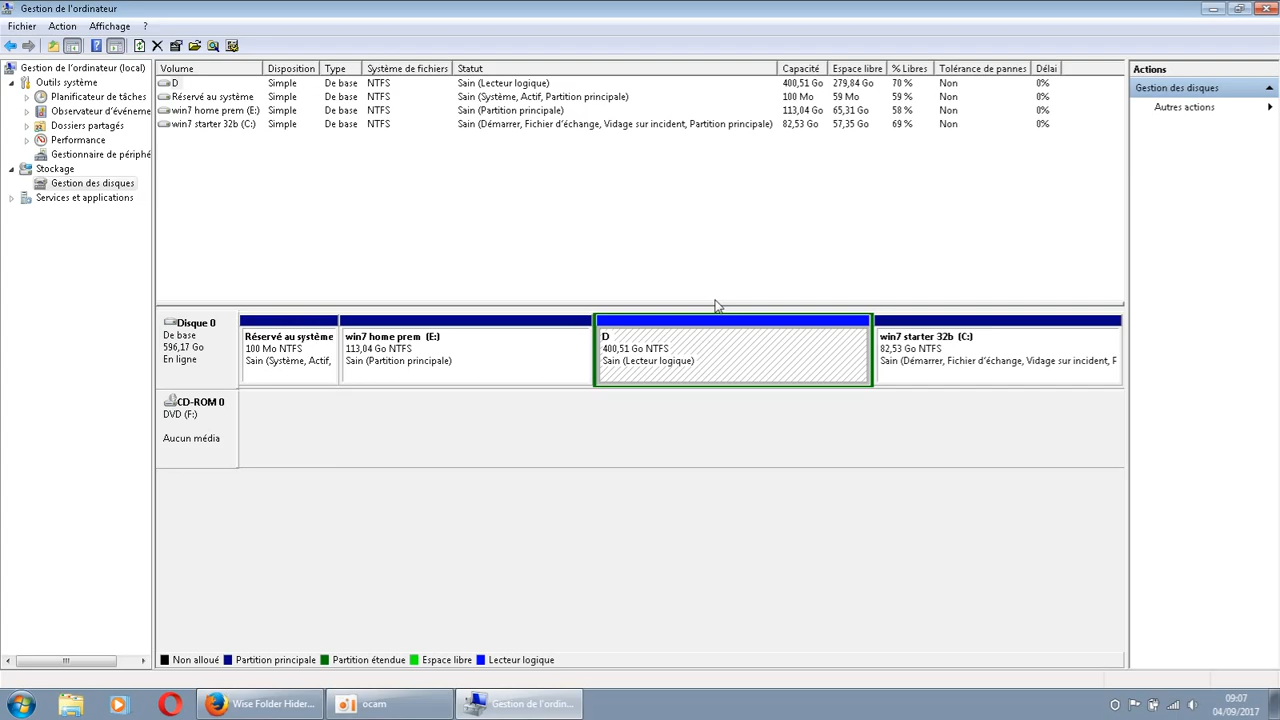 Gestion de l'ordinateur
Fichier Action Affichage ?
Gestion de l'ordinateur (local)
Outils système
Planificateur de tâches
Observateur d'événeme
Dossiers partagés
Performance
Gestionnaire de périphé
Stockage
Gestion des disques
Services et applications
Volume Disposition Type Système de fichiers Statut Capacité Espace libre % Libres Tolérance de pannes Délai
D Simple De base NTFS Sain (Lecteur logique) 400,51 Go 279,84 Go 70 % Non 0%
Réservé au système Simple De base NTFS Sain (Système, Actif, Partition principale) 100 Mo 59 Mo 59 % Non 0%
win7 home prem (E:) Simple De base NTFS Sain (Partition principale) 113,04 Go 65,31 Go 58 % Non 0%
win7 starter 32b (C:) Simple De base NTFS Sain (Démarrer, Fichier d'échange, Vidage sur incident, Partition principale) 82,53 Go 57,35 Go 69 % Non 0%
Actions
Gestion des disques
Autres actions
Disque 0
De base
596,17 Go
En ligne
Réservé au système
100 Mo NTFS
Sain (Système, Actif,
win7 home prem (E:)
113,04 Go NTFS
Sain (Partition principale)
D
400,51 Go NTFS
Sain (Lecteur logique)
win7 starter 32b (C:)
82,53 Go NTFS
Sain (Démarrer, Fichier d'échange, Vidage sur incident, P
CD-ROM 0
DVD (F:)
Aucun média
Non alloué Partition principale Partition étendue Espace libre Lecteur logique
Wise Folder Hider... ocam Gestion de l'ordin...
09:07
04/09/2017